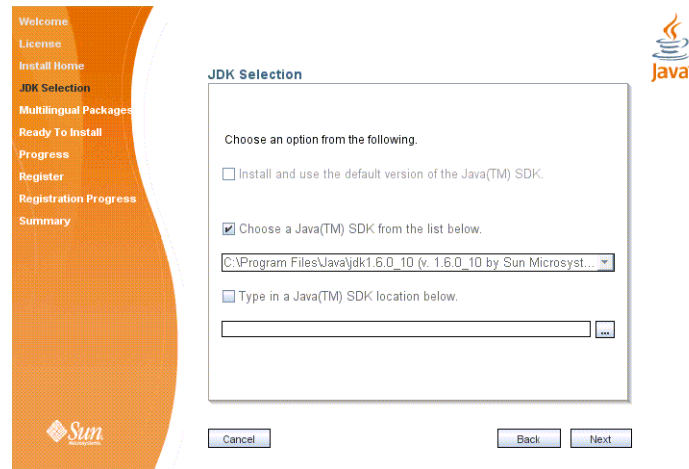 Welcome
License
Install Home
JDK Selection
Multilingual Packages
Ready To Install
Progress
Register
Registration Progress
Summary
Sun
microsystems
Java
JDK Selection
Choose an option from the following.
Install and use the default version of the Java(TM) SDK.
Choose a Java(TM) SDK from the list below.
C:\Program Files\Java\jdk1.6.0_10 (v. 1.6.0_10 by Sun Microsyst...
Type in a Java(TM) SDK location below.
...
Cancel
Back
Next